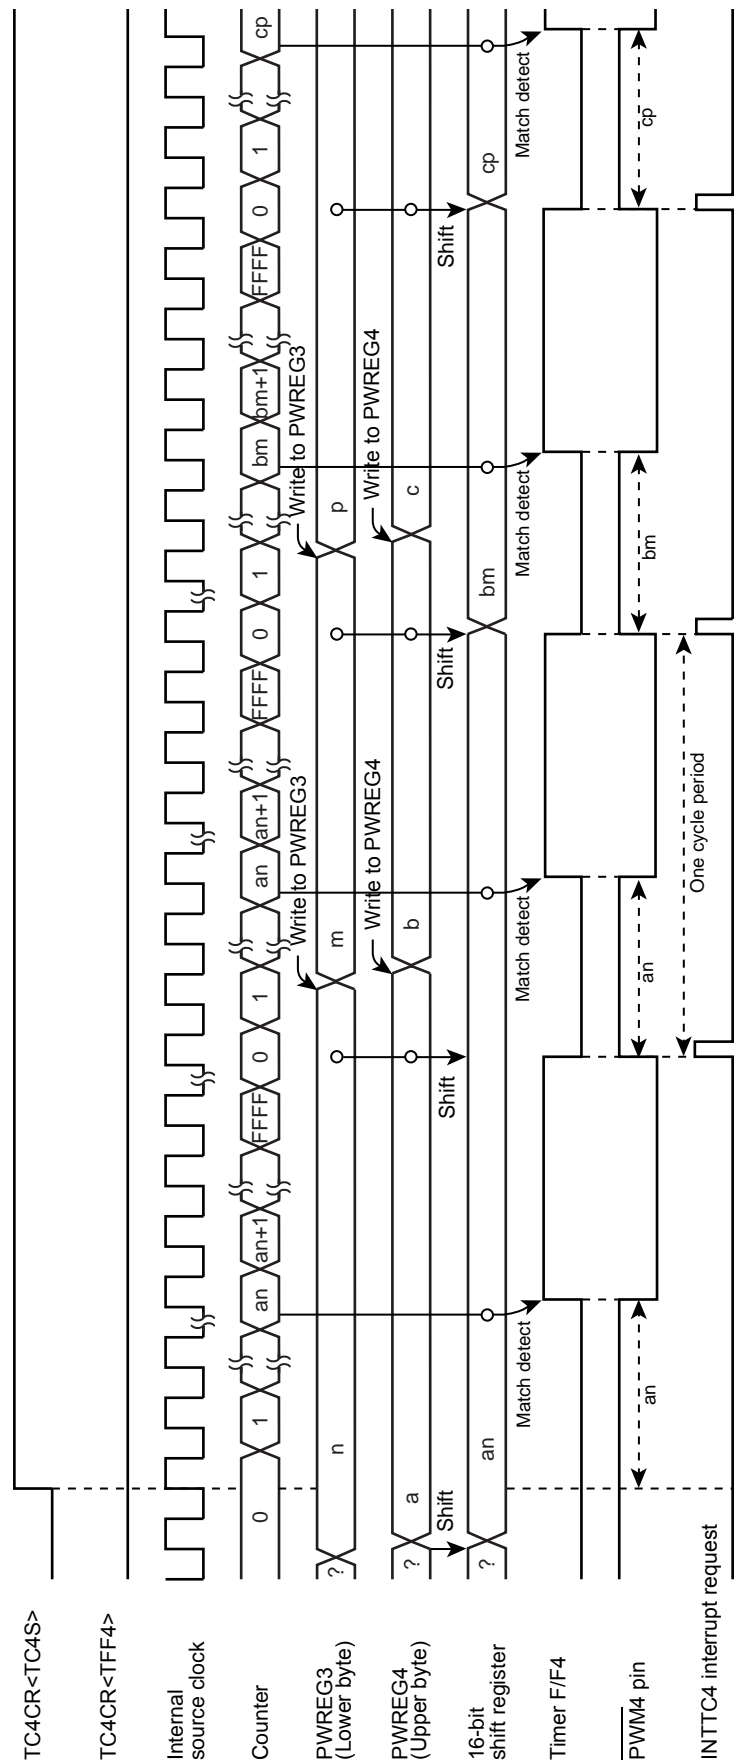 TC4CR<TC4S>
TC4CR<TFF4>
Internal
source clock
Counter
0
1
an
an+1
FFFF
0
1
an
an+1
FFFF
0
1
bm
bm+1
FFFF
0
1
cp
Write to PWREG3
Write to PWREG3
PWREG3
(Lower byte)
?
n
m
p
Write to PWREG4
Write to PWREG4
PWREG4
(Upper byte)
?
a
b
c
Shift
Shift
Shift
Shift
16-bit
shift register
?
an
bm
cp
Match detect
Match detect
Match detect
Match detect
Timer F/F4
PWM4 pin
an
an
bm
cp
One cycle period
INTTC4 interrupt request